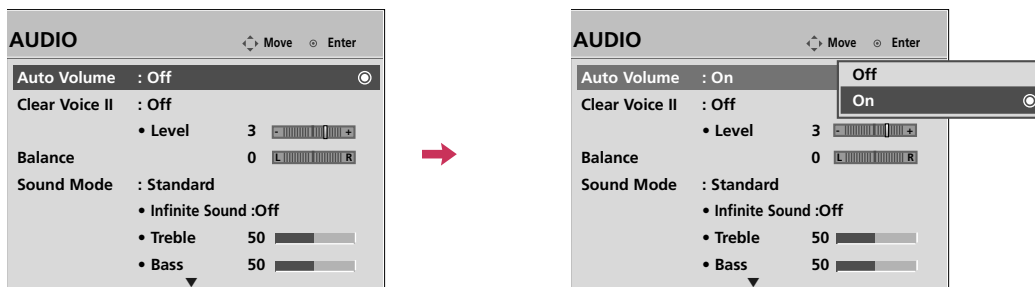 AUDIO Move Enter
Auto Volume : Off
Clear Voice II : Off
• Level 3 - +
Balance 0 L R
Sound Mode : Standard
• Infinite Sound :Off
• Treble 50
• Bass 50
AUDIO Move Enter
Auto Volume : On
Off
On
Clear Voice II : Off
• Level 3 - +
Balance 0 L R
Sound Mode : Standard
• Infinite Sound :Off
• Treble 50
• Bass 50